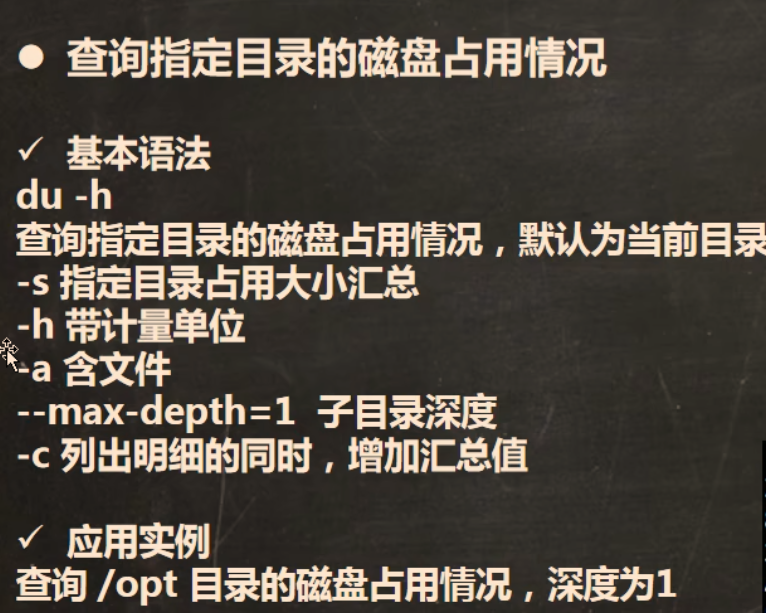 ● 查询指定目录的磁盘占用情况
✓ 基本语法
du -h
查询指定目录的磁盘占用情况，默认为当前目录
-s 指定目录占用大小汇总
-h 带计量单位
-a 含文件
--max-depth=1 子目录深度
-c 列出明细的同时，增加汇总值
✓ 应用实例
查询 /opt 目录的磁盘占用情况，深度为1